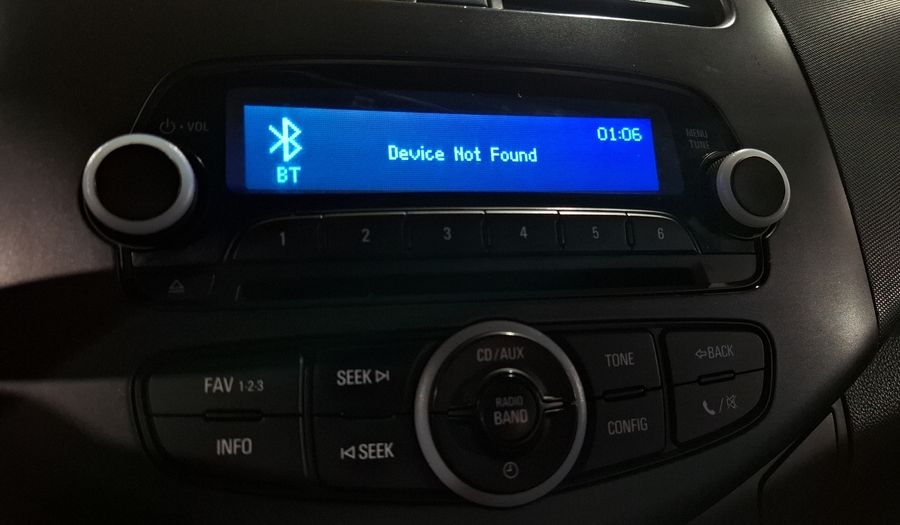 VOL
01:06
MENU
TUNE
Device Not Found
BT
1 2 3 4 5 6
CD/AUX
SEEK
FAV 1-2-3
TONE
BACK
RADIO
BAND
INFO
SEEK
CONFIG